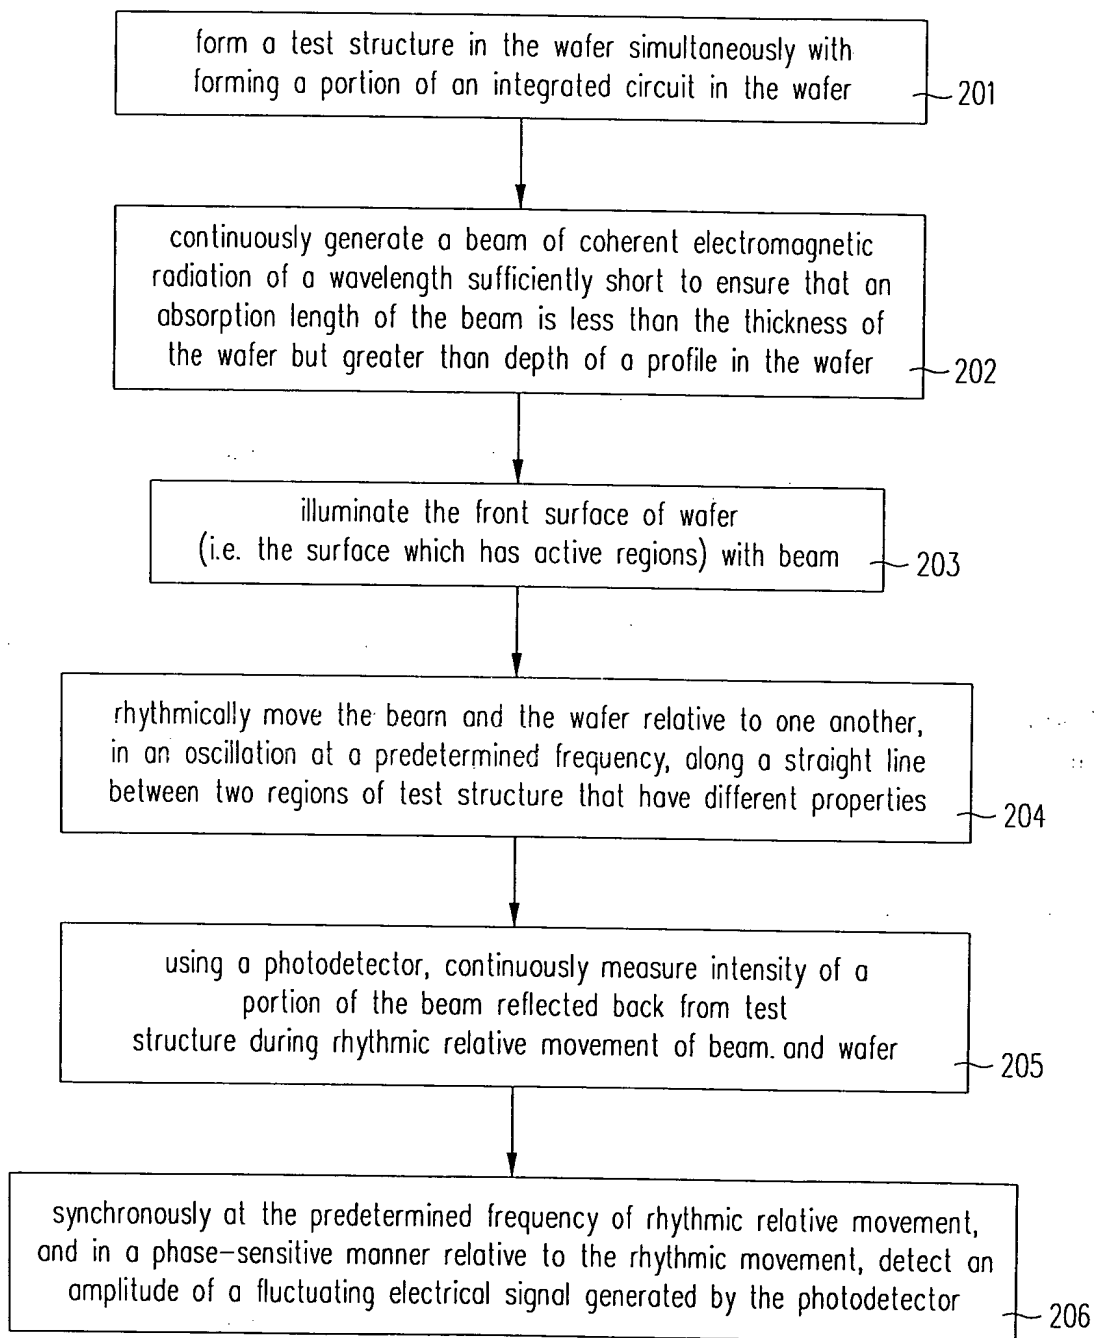 form a test structure in the wafer simultaneously with
forming a portion of an integrated circuit in the wafer
201
continuously generate a beam of coherent electromagnetic
radiation of a wavelength sufficiently short to ensure that an
absorption length of the beam is less than the thickness of
the wafer but greater than depth of a profile in the wafer
202
illuminate the front surface of wafer
(i.e. the surface which has active regions) with beam
203
rhythmically move the beam and the wafer relative to one another,
in an oscillation at a predetermined frequency, along a straight line
between two regions of test structure that have different properties
204
using a photodetector, continuously measure intensity of a
portion of the beam reflected back from test
structure during rhythmic relative movement of beam. and wafer
205
synchronously at the predetermined frequency of rhythmic relative movement,
and in a phase-sensitive manner relative to the rhythmic movement, detect an
amplitude of a fluctuating electrical signal generated by the photodetector
206